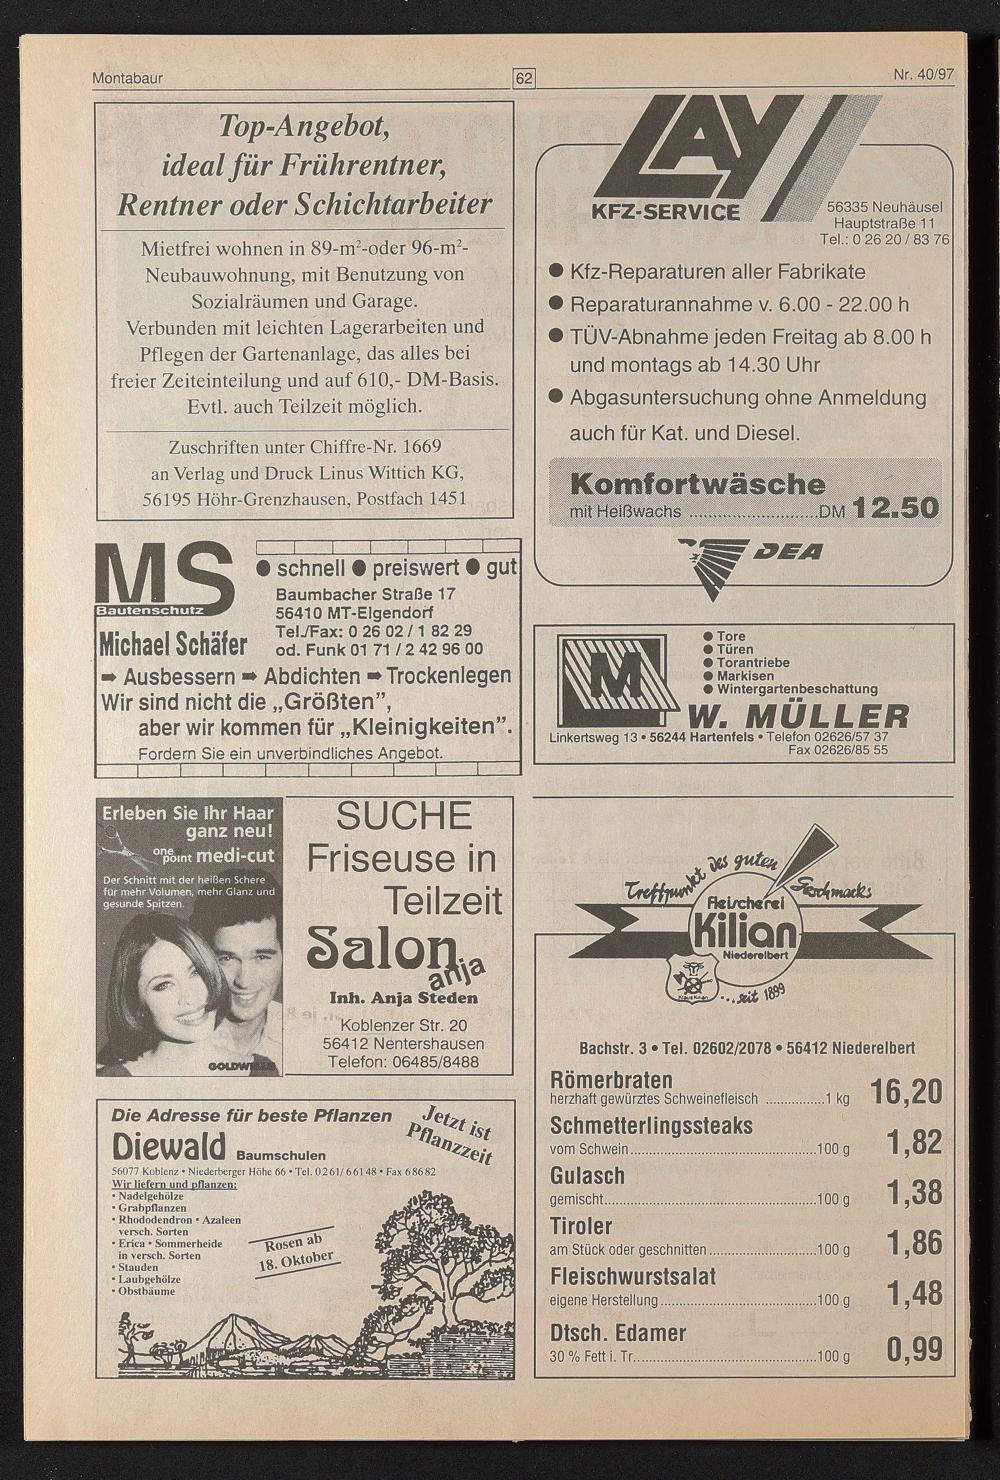 Montabaur
62
Nr. 40/97
Top-Angebot,
ideal für Frührentner,
Rentner oder Schichtarbeiter
Mietfrei wohnen in 89-m²-oder 96-m²-
Neubauwohnung, mit Benutzung von
Sozialräumen und Garage.
Verbunden mit leichten Lagerarbeiten und
Pflegen der Gartenanlage, das alles bei
freier Zeiteinteilung und auf 610,- DM-Basis.
Evtl. auch Teilzeit möglich.
Zuschriften unter Chiffre-Nr. 1669
an Verlag und Druck Linus Wittich KG,
56195 Höhr-Grenzhausen, Postfach 1451
LAY
KFZ-SERVICE
56335 Neuhäusel
Hauptstraße 11
Tel.: 0 26 20 / 83 76
● Kfz-Reparaturen aller Fabrikate
● Reparaturannahme v. 6.00 - 22.00 h
● TÜV-Abnahme jeden Freitag ab 8.00 h
und montags ab 14.30 Uhr
● Abgasuntersuchung ohne Anmeldung
auch für Kat. und Diesel.
Komfortwäsche
mit Heißwachs ............................DM 12.50
DEA
MS
Bautenschutz
Michael Schäfer
● schnell ● preiswert ● gut
Baumbacher Straße 17
56410 MT-Elgendorf
Tel./Fax: 0 26 02 / 1 82 29
od. Funk 01 71 / 2 42 96 00
➡ Ausbessern ➡ Abdichten ➡ Trockenlegen
Wir sind nicht die „Größten",
aber wir kommen für „Kleinigkeiten".
Fordern Sie ein unverbindliches Angebot.
M
● Tore
● Türen
● Torantriebe
● Markisen
● Wintergartenbeschattung
W. MÜLLER
Linkertsweg 13 • 56244 Hartenfels • Telefon 02626/57 37
Fax 02626/85 55
Erleben Sie Ihr Haar
ganz neu!
one point medi-cut
Der Schnitt mit der heißen Schere
für mehr Volumen, mehr Glanz und
gesunde Spitzen.
SUCHE
Friseuse in
Teilzeit
Salon
anja
Inh. Anja Steden
Koblenzer Str. 20
56412 Nentershausen
Telefon: 06485/8488
Treffpunkt des guten Geschmacks
Fleischerei
Kilian
Niederelbert
...seit 1899
Bachstr. 3 • Tel. 02602/2078 • 56412 Niederelbert
Römerbraten
herzhaft gewürztes Schweinefleisch ...............1 kg 16,20
Schmetterlingssteaks
vom Schwein..............................................100 g 1,82
Gulasch
gemischt.....................................................100 g 1,38
Tiroler
am Stück oder geschnitten ...........................100 g 1,86
Fleischwurstsalat
eigene Herstellung.......................................100 g 1,48
Dtsch. Edamer
30 % Fett i. Tr..............................................100 g 0,99
Die Adresse für beste Pflanzen
Jetzt ist
Pflanzzeit
Diewald Baumschulen
56077 Koblenz • Niederberger Höhe 66 • Tel. 02 61/ 6 61 48 • Fax 6 86 82
Wir liefern und pflanzen:
• Nadelgehölze
• Grabpflanzen
• Rhododendron • Azaleen
versch. Sorten
• Erica • Sommerheide
in versch. Sorten
• Stauden
• Laubgehölze
• Obstbäume
Rosen ab
18. Oktober